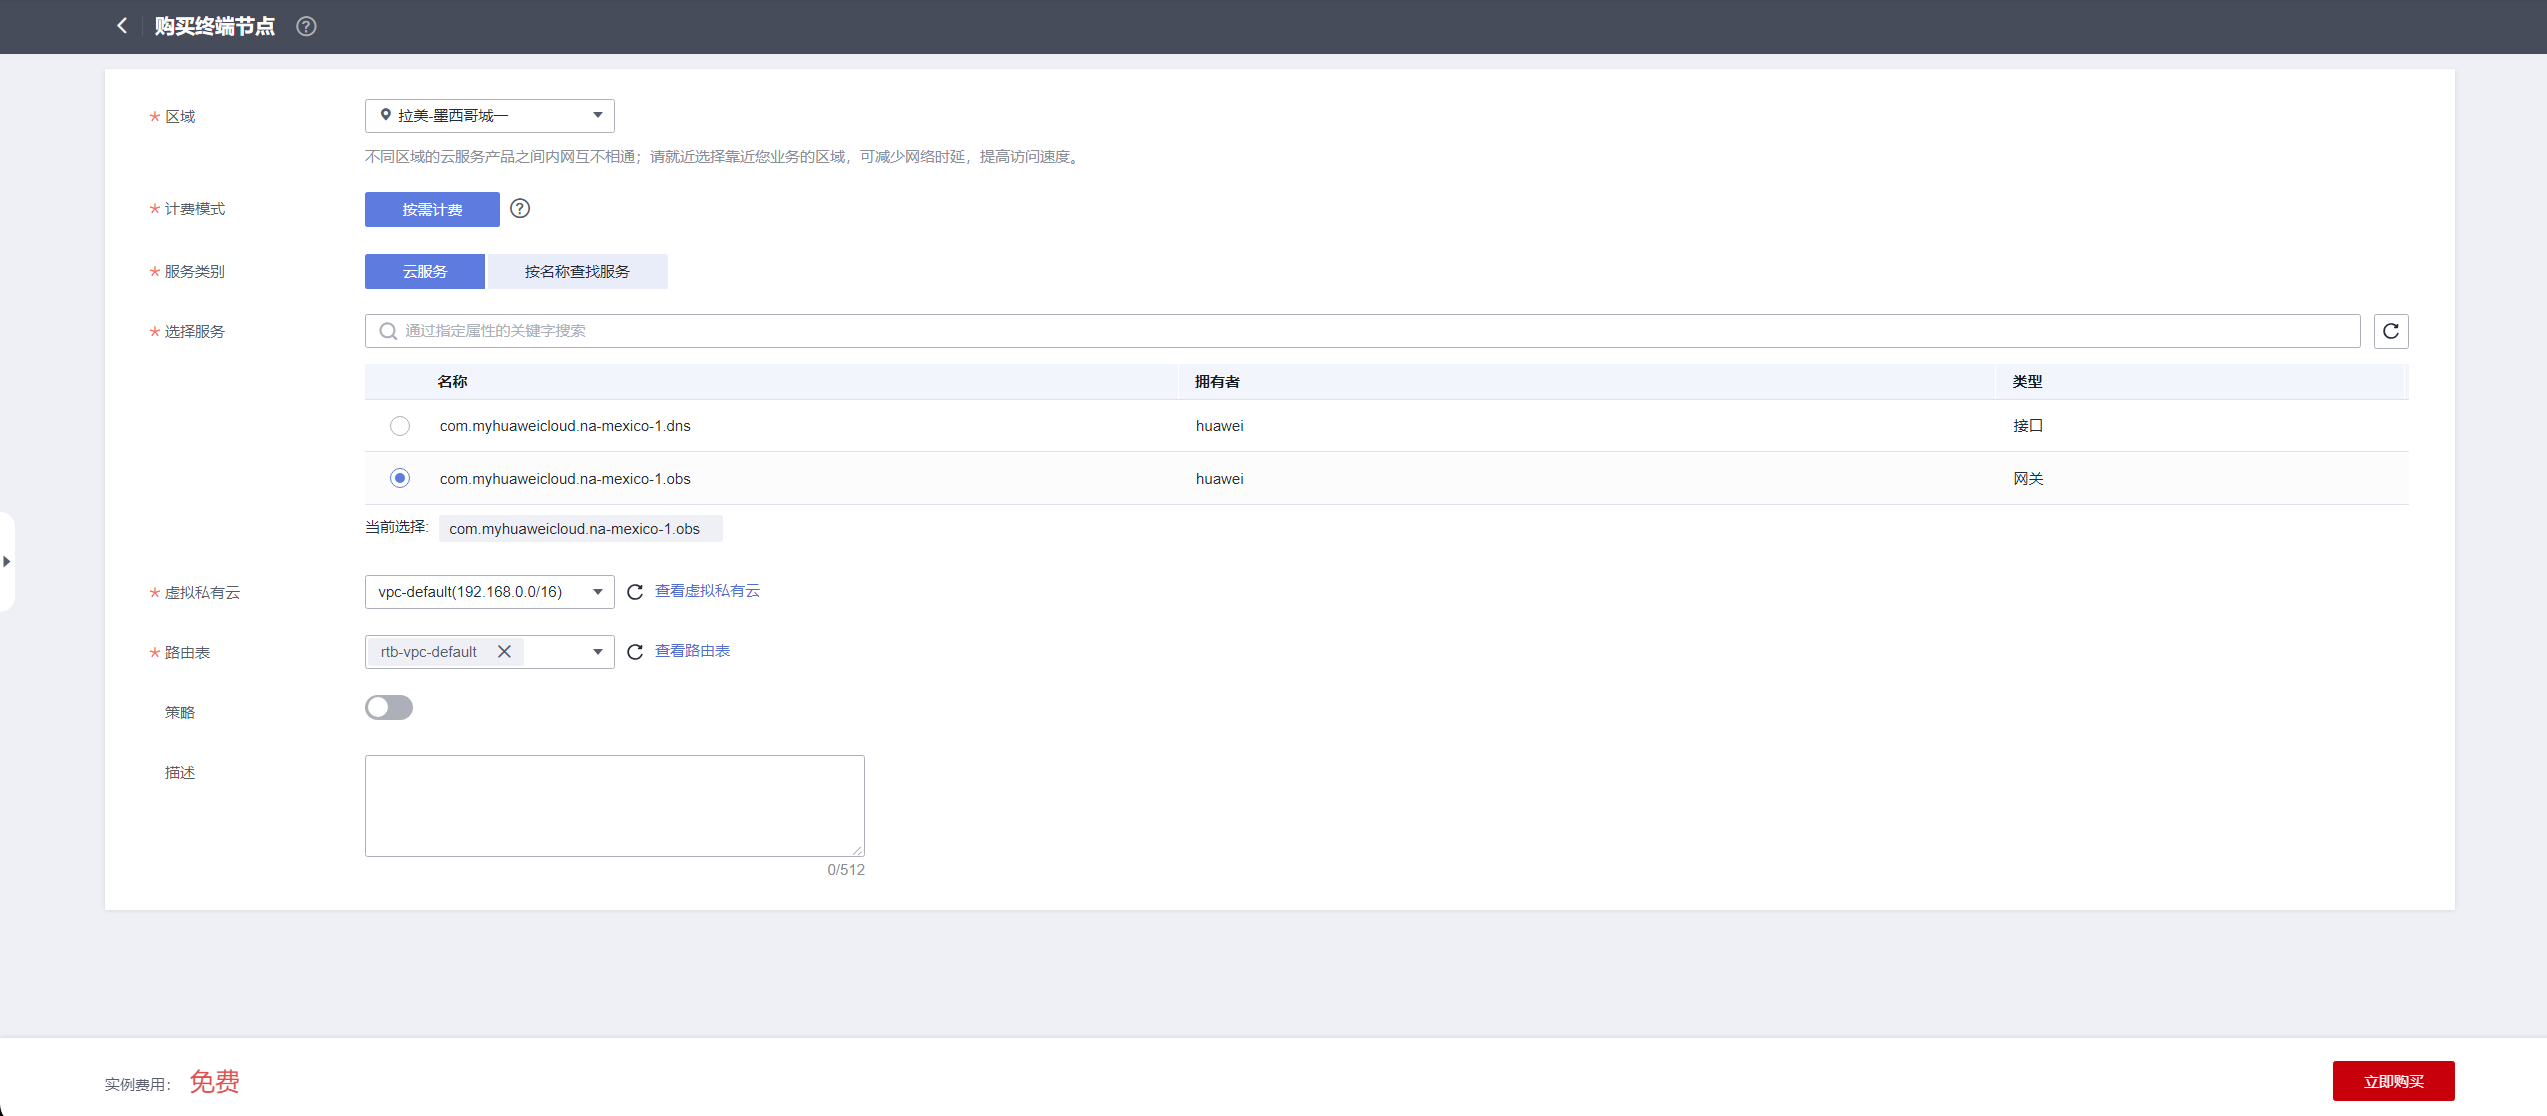 购买终端节点
区域
拉美-墨西哥城一
不同区域的云服务产品之间内网互不相通；请就近选择靠近您业务的区域，可减少网络时延，提高访问速度。
计费模式
按需计费
服务类别
云服务 按名称查找服务
选择服务
通过指定属性的关键字搜索
名称 拥有者 类型
com.myhuaweicloud.na-mexico-1.dns huawei 接口
com.myhuaweicloud.na-mexico-1.obs huawei 网关
当前选择: com.myhuaweicloud.na-mexico-1.obs
虚拟私有云
vpc-default(192.168.0.0/16) 查看虚拟私有云
路由表
rtb-vpc-default 查看路由表
策略
描述
0/512
实例费用： 免费
立即购买